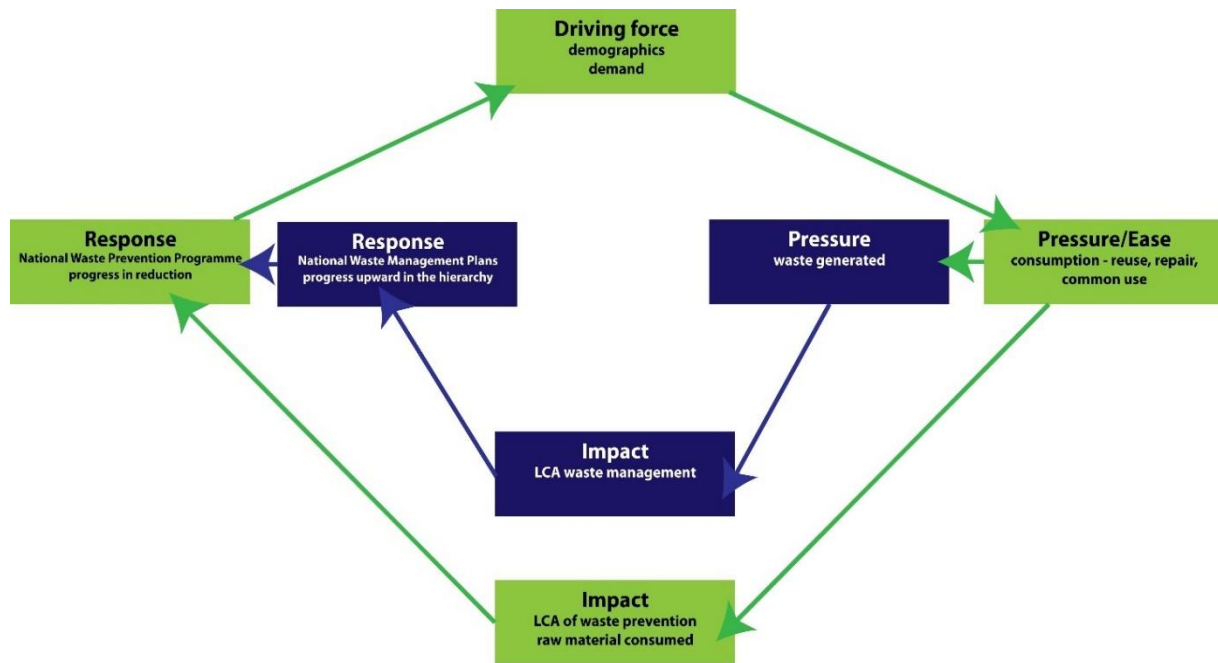 Driving force
demographics
demand
Response
National Waste Prevention Programme
progress in reduction
Response
National Waste Management Plans
progress upward in the hierarchy
Pressure
waste generated
Pressure/Ease
consumption - reuse, repair,
common use
Impact
LCA waste management
Impact
LCA of waste prevention
raw material consumed